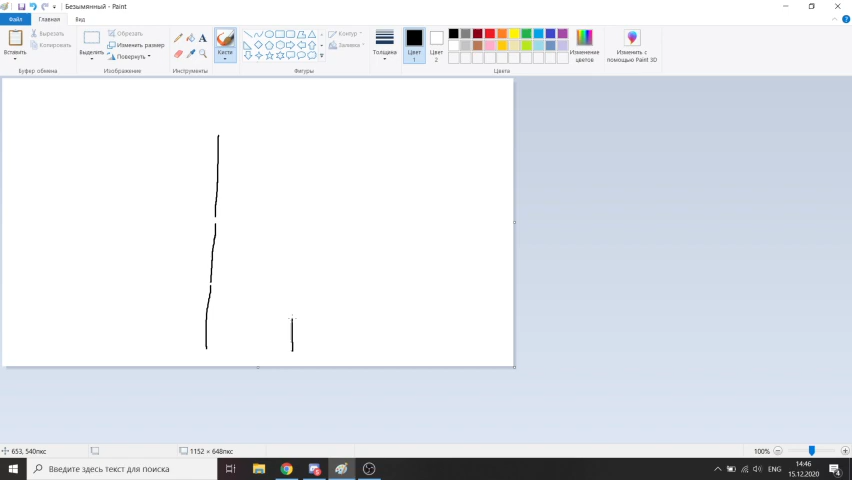 Безымянный - Paint
Файл
Главная
Вид
Вставить
Вырезать
Копировать
Буфер обмена
Выделить
Обрезать
Изменить размер
Повернуть
Изображение
A
Инструменты
Кисти
Контур
Заливка
Фигуры
Толщина
Цвет 1
Цвет 2
Изменение цветов
Цвета
Изменить с помощью Paint 3D
653, 540пкс
1152 × 648пкс
100%
Введите здесь текст для поиска
ENG
14:46
15.12.2020
4